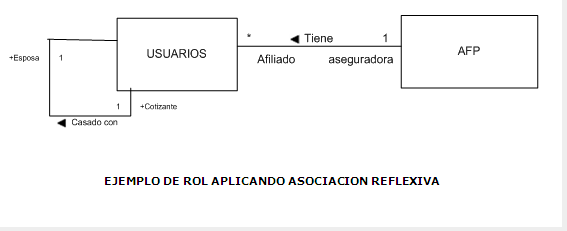 * ◀ Tiene 1
USUARIOS AFP
+Esposa 1
Afiliado aseguradora
1 +Cotizante
◀ Casado con
EJEMPLO DE ROL APLICANDO ASOCIACION REFLEXIVA